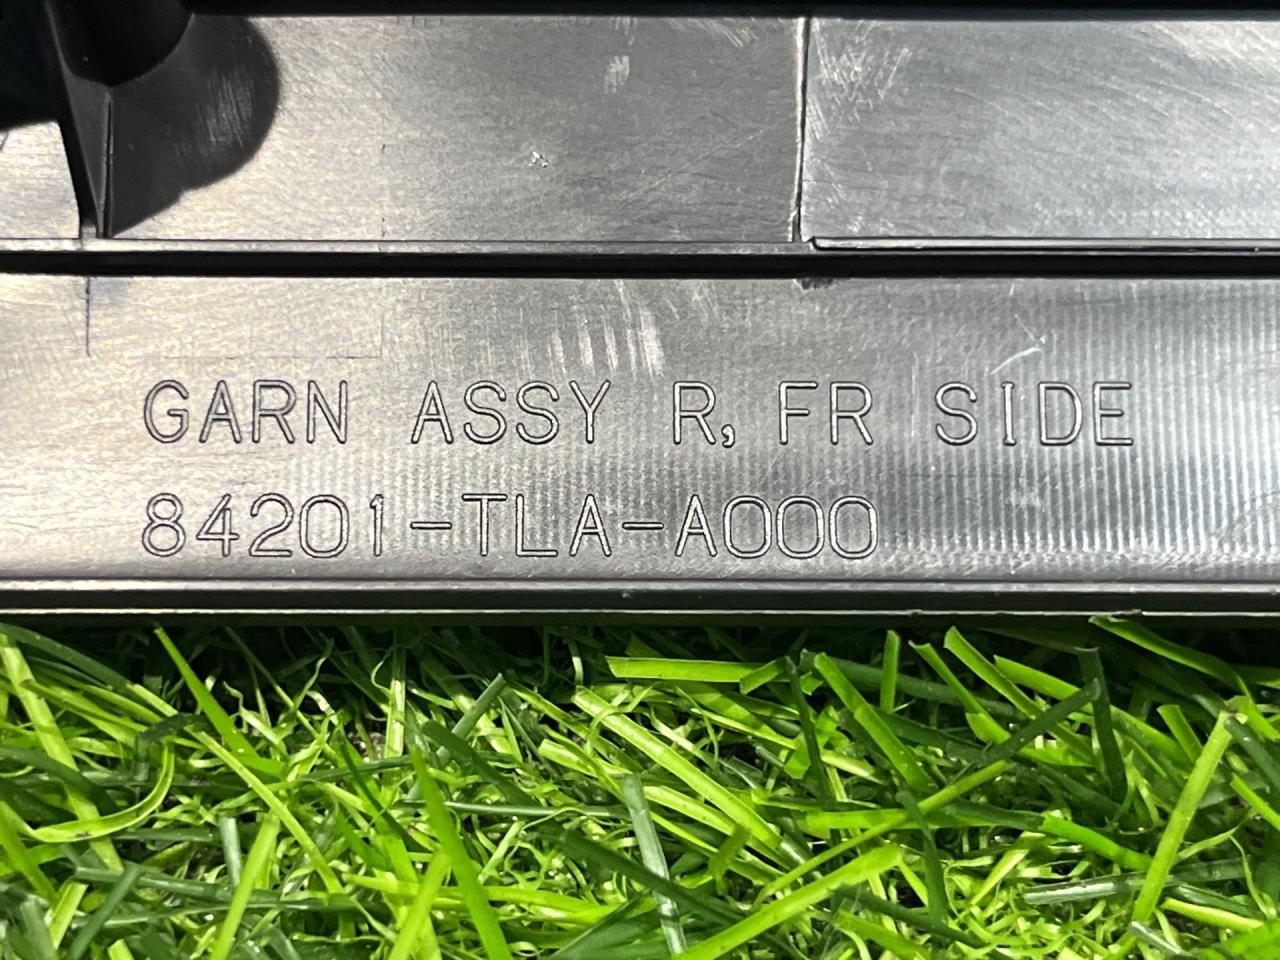 GARN ASSY R, FR SIDE
84201-TLA-A000